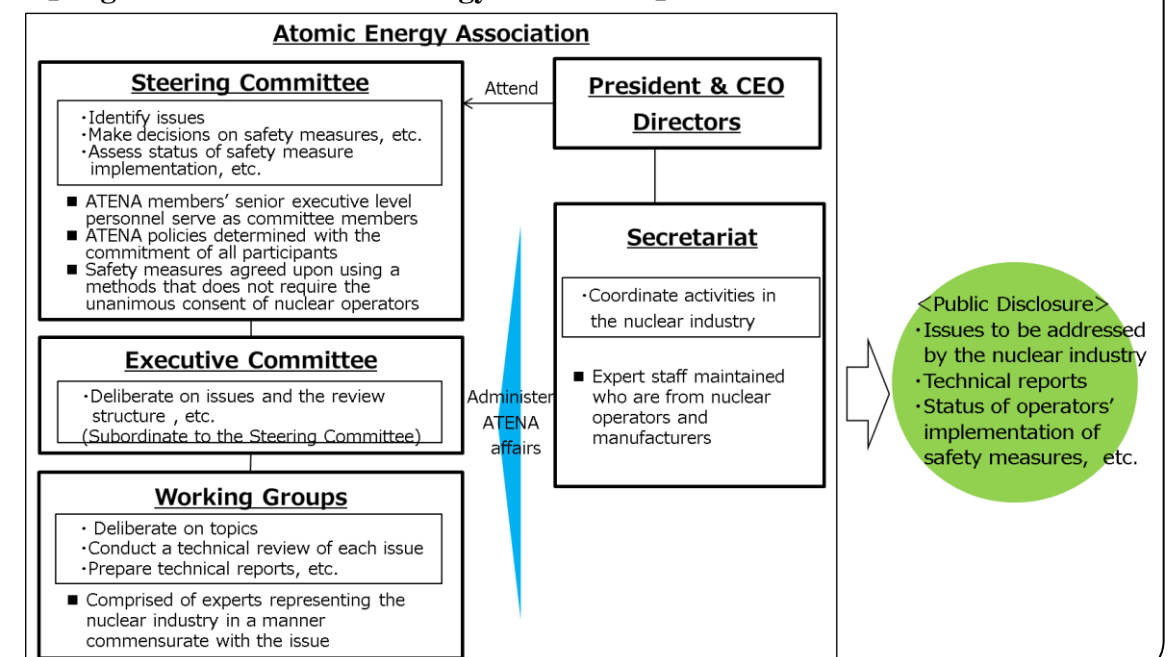 Atomic Energy Association
Steering Committee
・Identify issues
・Make decisions on safety measures, etc.
・Assess status of safety measure
implementation, etc.
■ ATENA members' senior executive level
personnel serve as committee members
■ ATENA policies determined with the
commitment of all participants
■ Safety measures agreed upon using a
methods that does not require the
unanimous consent of nuclear operators
Attend
President & CEO
Directors
Executive Committee
・Deliberate on issues and the review
structure , etc.
(Subordinate to the Steering Committee)
Working Groups
・ Deliberate on topics
・Conduct a technical review of each issue
・Prepare technical reports, etc.
■ Comprised of experts representing the
nuclear industry in a manner
commensurate with the issue
Administer
ATENA
affairs
Secretariat
・Coordinate activities in
the nuclear industry
■ Expert staff maintained
who are from nuclear
operators and
manufacturers
<Public Disclosure>
・Issues to be addressed
by the nuclear industry
・Technical reports
・Status of operators'
implementation of
safety measures, etc.